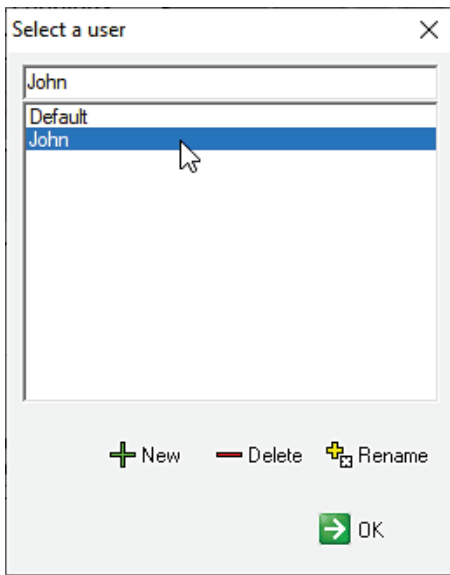 Select a user
John
Default
John
New Delete Rename
OK